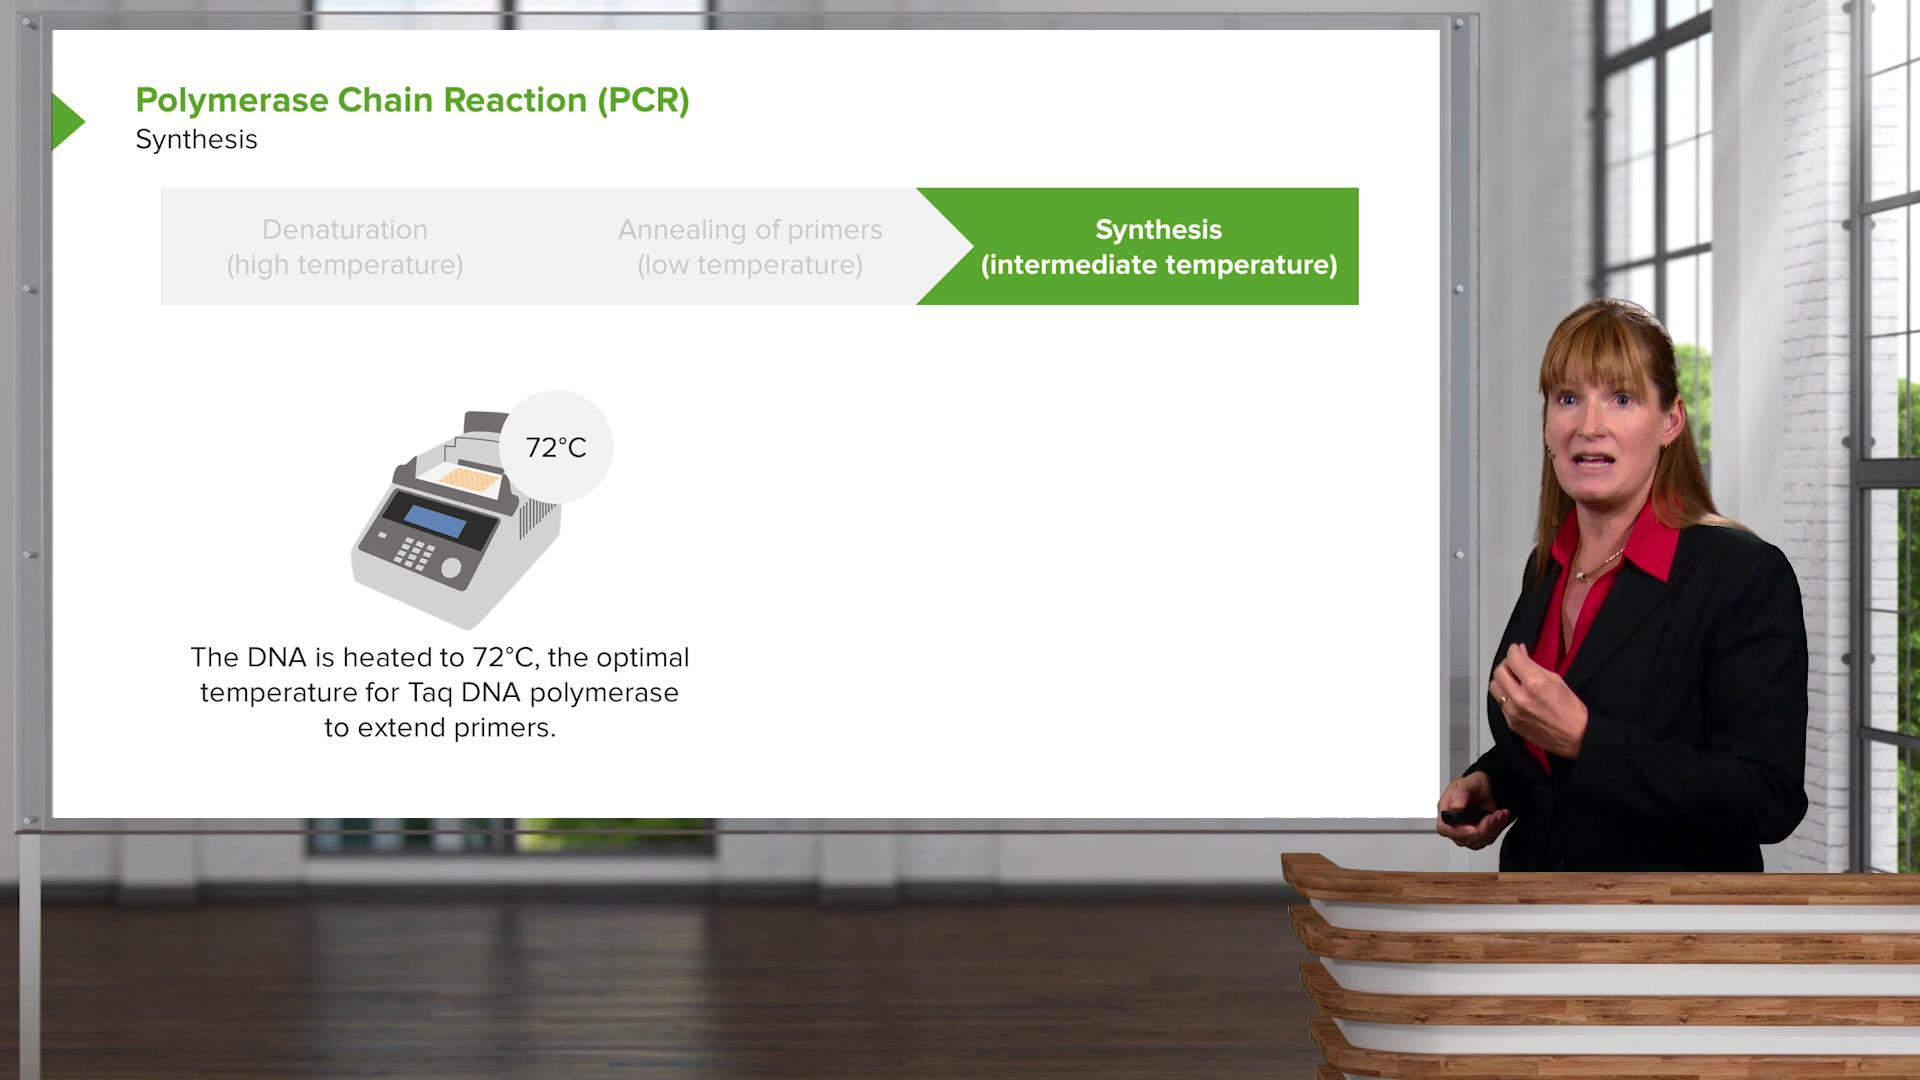 Polymerase Chain Reaction (PCR)
Synthesis
Denaturation
(high temperature)
Annealing of primers
(low temperature)
Synthesis
(intermediate temperature)
72°C
The DNA is heated to 72°C, the optimal
temperature for Taq DNA polymerase
to extend primers.